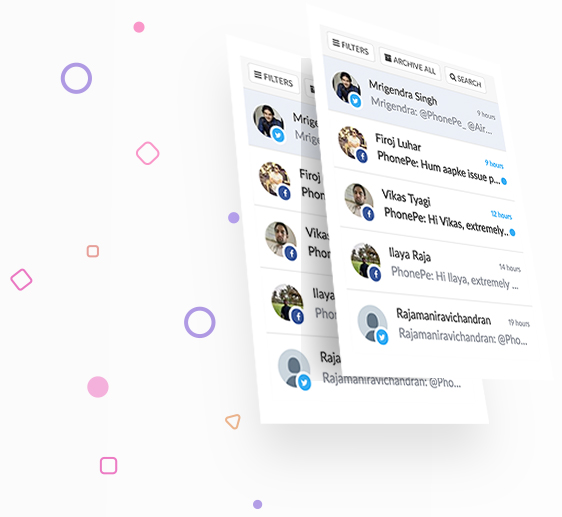 FILTERS
FILTERS ARCHIVE ALL SEARCH
Mrigendra Singh
9 hours
Mrigendra: @PhonePe_ @Air...
Firoj Luhar
9 hours
PhonePe: Hum aapke issue p...
Vikas Tyagi
12 hours
PhonePe: Hi Vikas, extremely..
Ilaya Raja
14 hours
PhonePe: Hi Ilaya, extremely ...
Rajamaniravichandran
19 hours
Rajamaniravichandran: @Pho...
Mrige
Mrige
Firoj
Phon
Vikas
Phon
Ilaya
Phon
Raja
Rajamaniravichandran: @Pho...